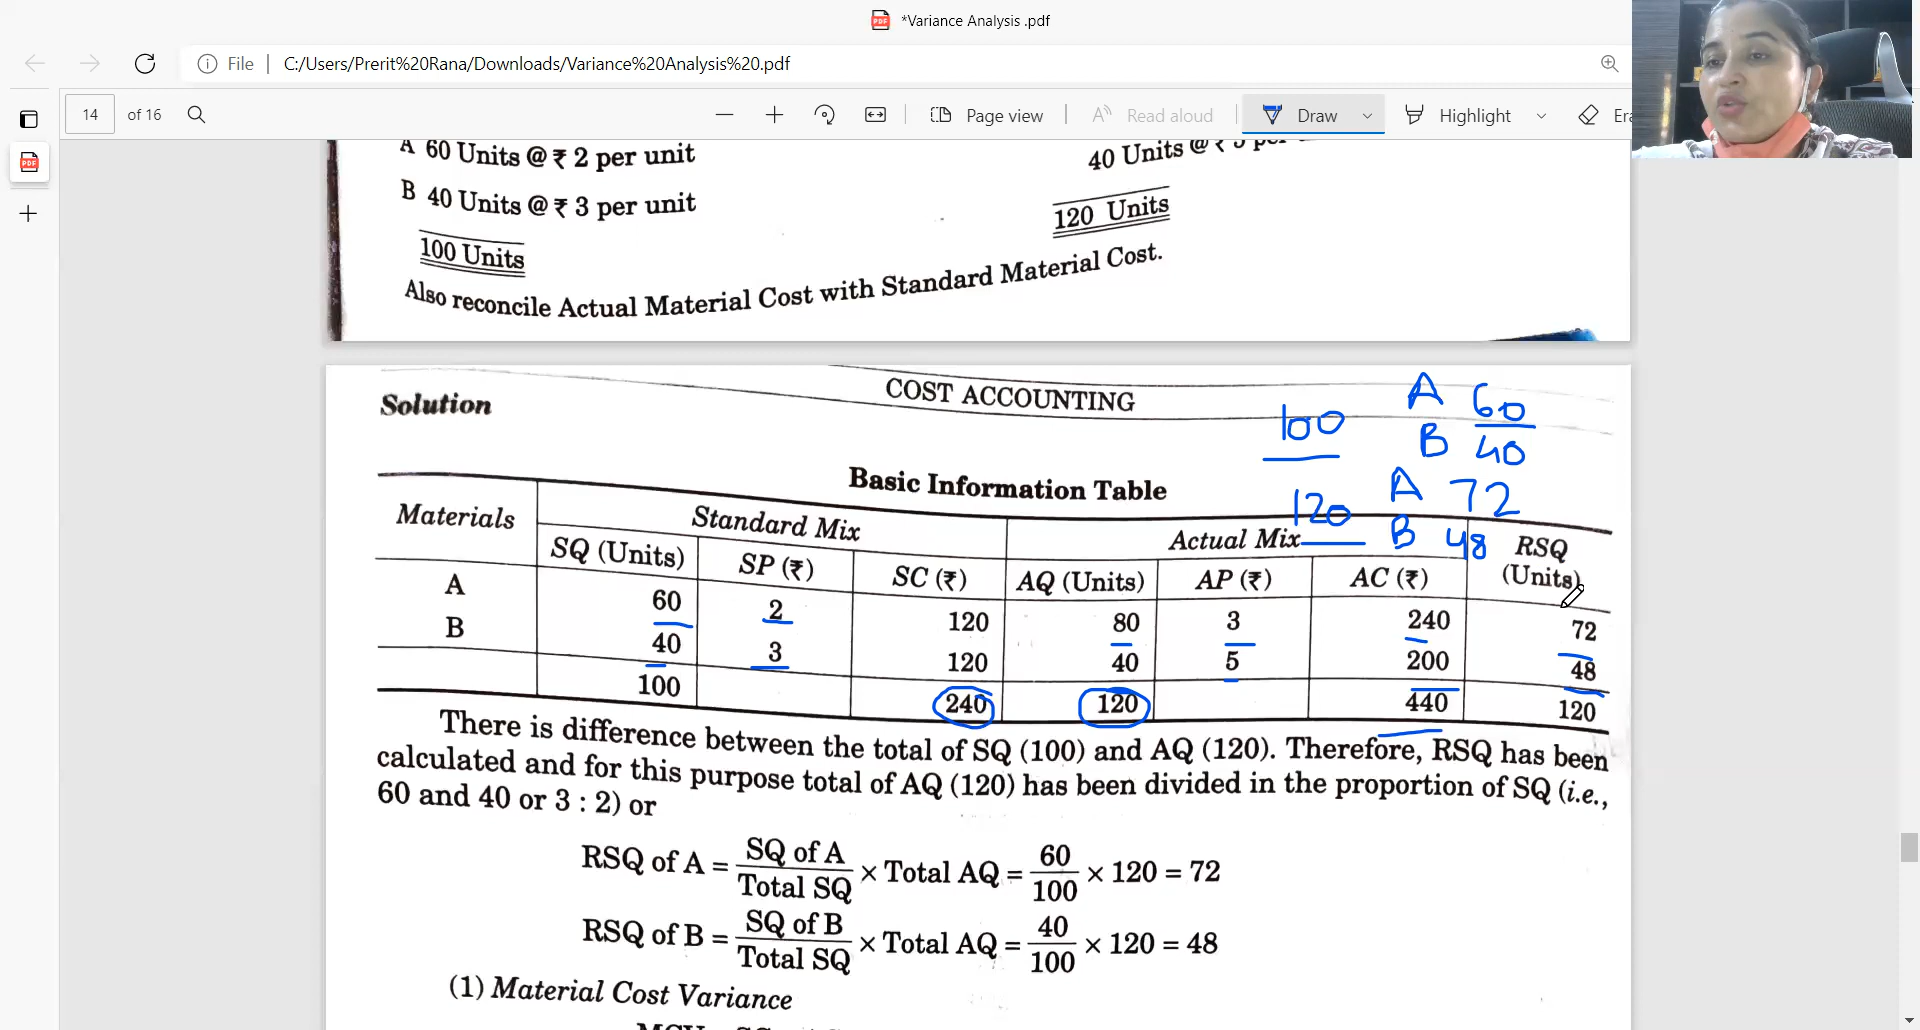 *Variance Analysis .pdf
File | C:/Users/Prerit%20Rana/Downloads/Variance%20Analysis%20.pdf
14 of 16 Page view Read aloud Draw Highlight
A 60 Units @ ₹ 2 per unit 40 Units @ ₹
B 40 Units @ ₹ 3 per unit 120 Units
100 Units
Also reconcile Actual Material Cost with Standard Material Cost.
Solution COST ACCOUNTING
100 A 60
B 40
120 A 72
B 48
Basic Information Table
Materials Standard Mix Actual Mix RSQ (Units)
SQ (Units) SP (₹) SC (₹) AQ (Units) AP (₹) AC (₹)
A 60 2 120 80 3 240 72
B 40 3 120 40 5 200 48
100 240 120 440 120
There is difference between the total of SQ (100) and AQ (120). Therefore, RSQ has been
calculated and for this purpose total of AQ (120) has been divided in the proportion of SQ (i.e.,
60 and 40 or 3 : 2) or
RSQ of A = SQ of A / Total SQ × Total AQ = 60 / 100 × 120 = 72
RSQ of B = SQ of B / Total SQ × Total AQ = 40 / 100 × 120 = 48
(1) Material Cost Variance